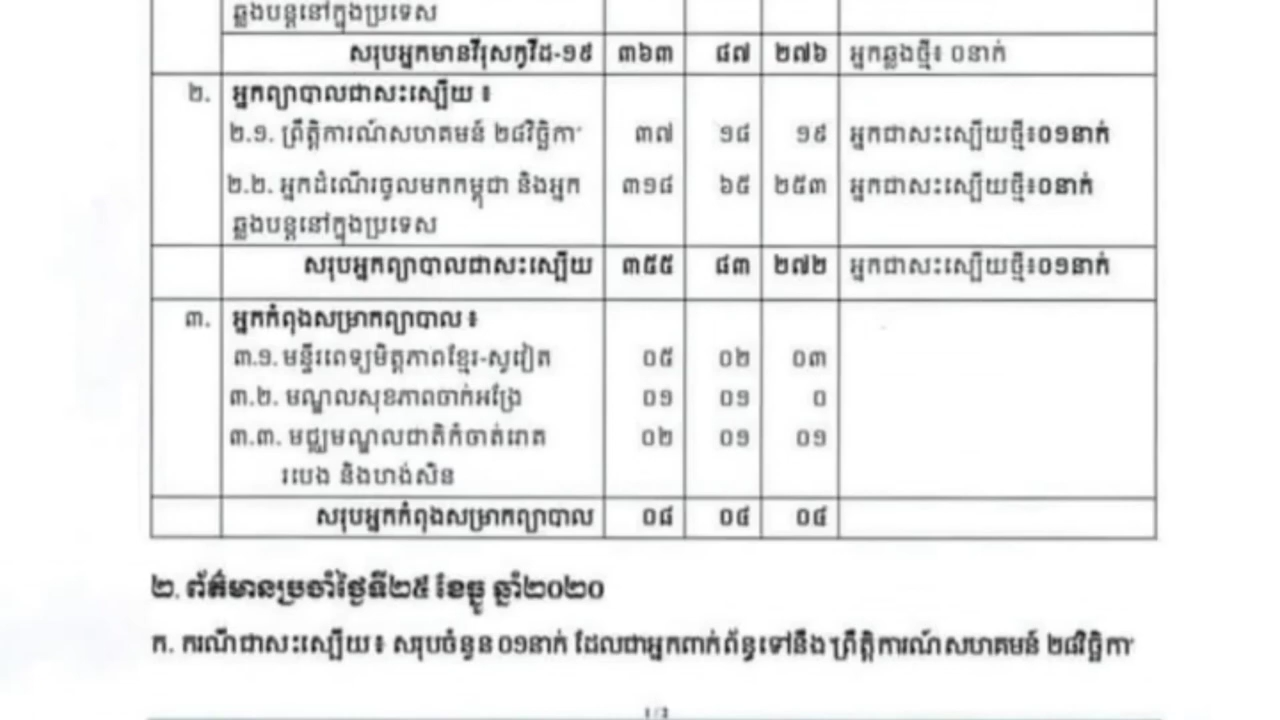 ឆ្លងបន្តនៅក្នុងប្រទេស
សរុបអ្នកមានវីរុសកូវីដ-១៩ ៣៦៣ ៨៧ ២៧៦ អ្នកឆ្លងថ្មី៖ ០នាក់
២. អ្នកព្យាបាលជាសះស្បើយ ៖
២.១. ព្រឹត្តិការណ៍សហគមន៍ ២៨វិច្ឆិកា' ៣៧ ១៨ ១៩ អ្នកជាសះស្បើយថ្មី៖០១នាក់
២.២. អ្នកដំណើរចូលមកកម្ពុជា និងអ្នក ៣១៨ ៦៥ ២៥៣ អ្នកជាសះស្បើយថ្មី៖០នាក់
ឆ្លងបន្តនៅក្នុងប្រទេស
សរុបអ្នកព្យាបាលជាសះស្បើយ ៣៥៥ ៨៣ ២៧២ អ្នកជាសះស្បើយថ្មី៖០១នាក់
៣. អ្នកកំពុងសម្រាកព្យាបាល ៖
៣.១. មន្ទីរពេទ្យមិត្តភាពខ្មែរ-សូវៀត ០៥ ០២ ០៣
៣.២. មណ្ឌលសុខភាពចាក់អង្រែ ០១ ០១ ០
៣.៣. មជ្ឈមណ្ឌលជាតិកំចាត់រោគ ០២ ០១ ០១
របេង និងហង់សិន
សរុបអ្នកកំពុងសម្រាកព្យាបាល ០៨ ០៤ ០៤
២. ព័ត៌មានប្រចាំថ្ងៃទី២៥ ខែធ្នូ ឆ្នាំ២០២០
ក. ករណីជាសះស្បើយ៖ សរុបចំនួន ០១នាក់ ដែលជាអ្នកពាក់ព័ន្ធទៅនឹង 'ព្រឹត្តិការណ៍សហគមន៍ ២៨វិច្ឆិកា'